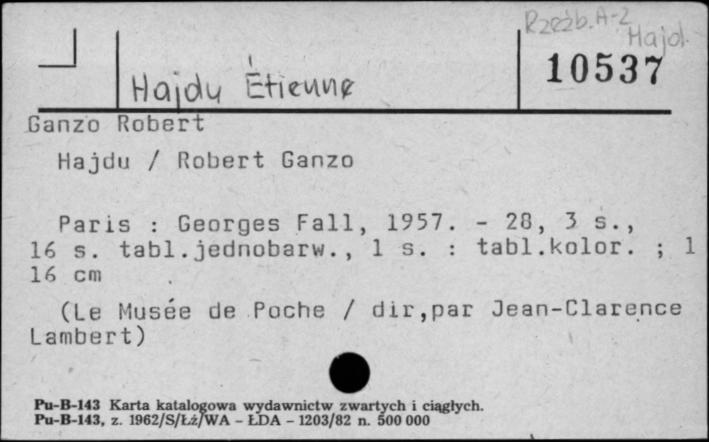 Rzeźb. A-Z
Hajd.
10537
Hajdu Étienne
Ganzo Robert
Hajdu / Robert Ganzo
Paris : Georges Fall, 1957. - 28, 3 s.,
16 s. tabl.jednobarw., 1 s. : tabl.kolor. ; 1
16 cm
(Le Musée de Poche / dir,par Jean-Clarence
Lambert)
Pu-B-143 Karta katalogowa wydawnictw zwartych i ciągłych.
Pu-B-143, z. 1962/S/Łż/WA - ŁDA - 1203/82 n. 500 000